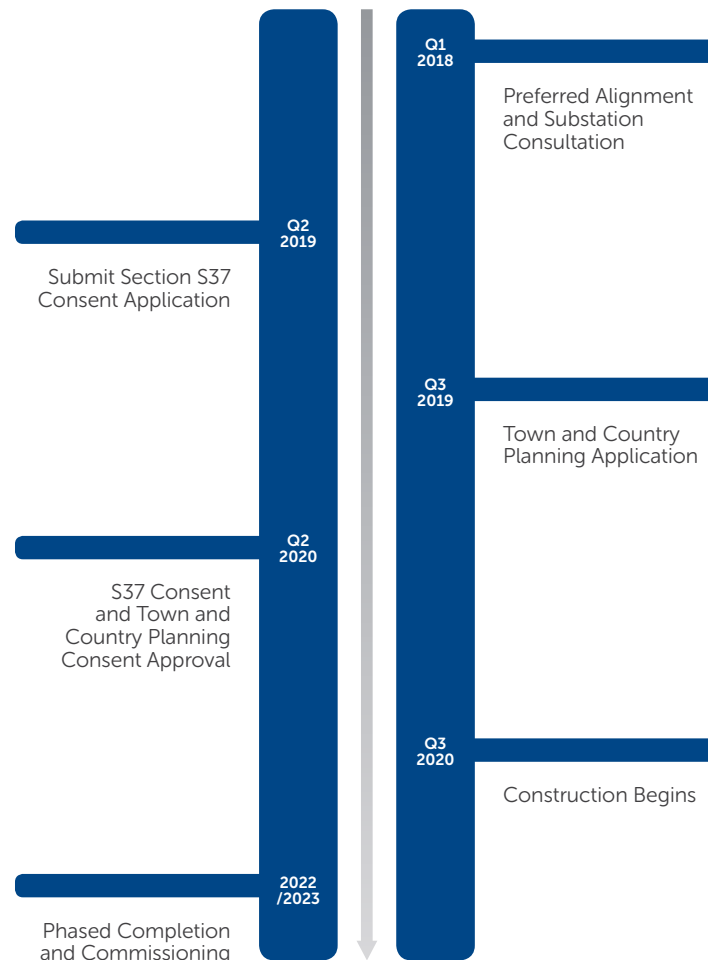 Q1
2018
Preferred Alignment
and Substation
Consultation
Q2
2019
Submit Section S37
Consent Application
Q3
2019
Town and Country
Planning Application
Q2
2020
S37 Consent
and Town and
Country Planning
Consent Approval
Q3
2020
Construction Begins
2022
/2023
Phased Completion
and Commissioning